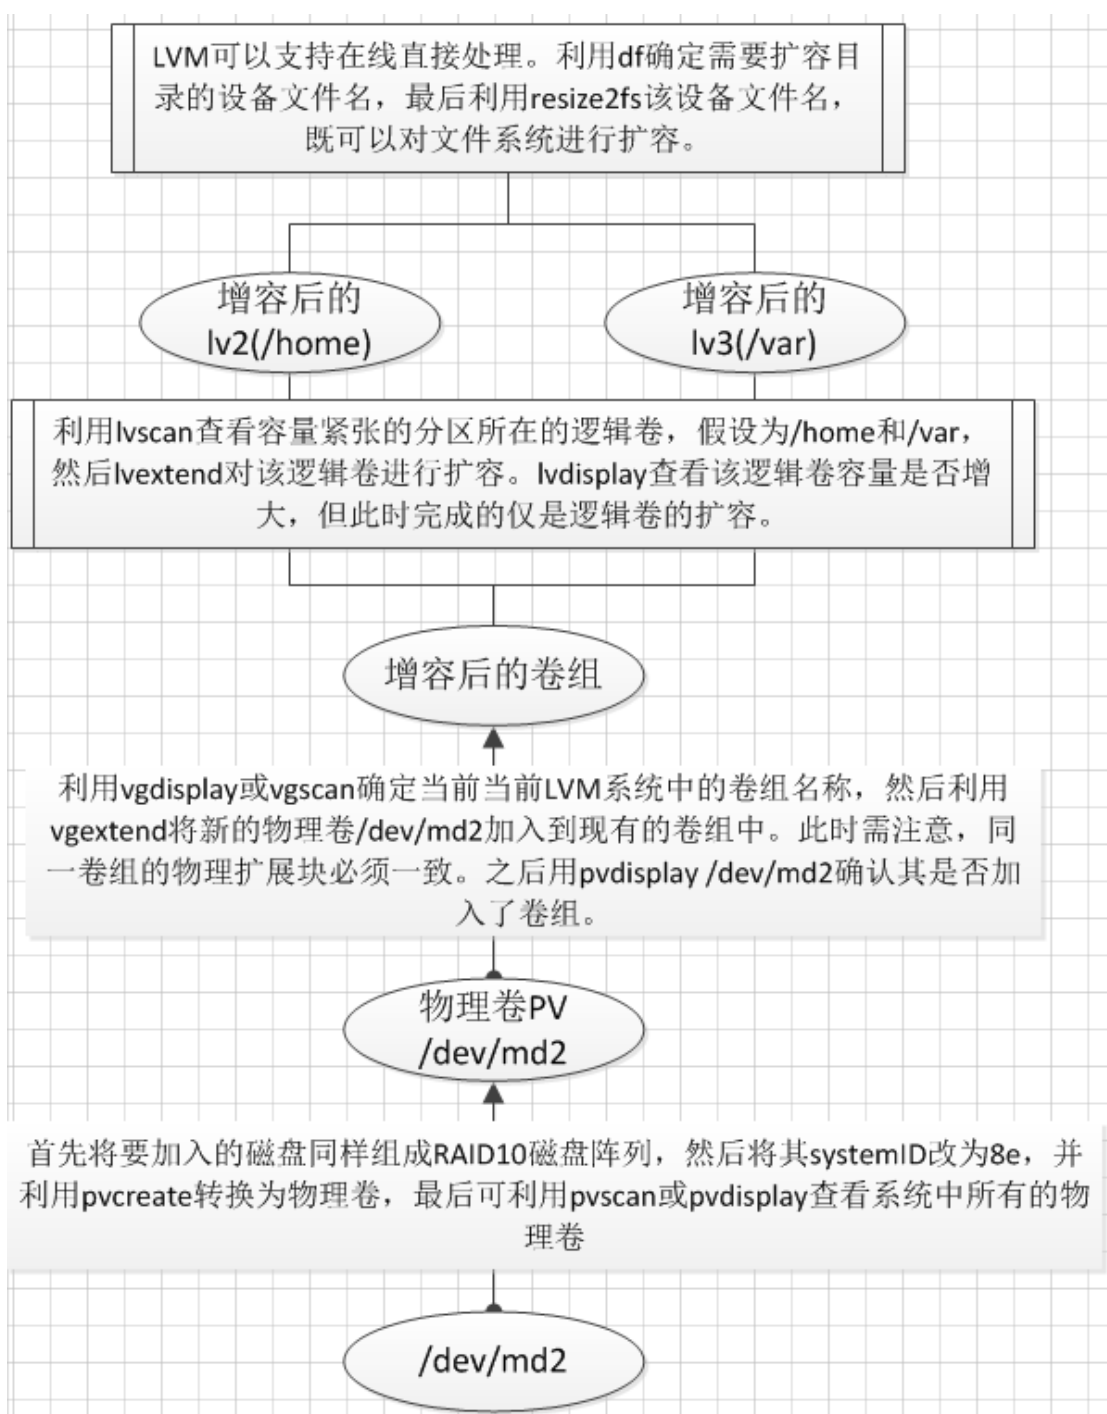 LVM可以支持在线直接处理。利用df确定需要扩容目
录的设备文件名，最后利用resize2fs该设备文件名，
既可以对文件系统进行扩容。
增容后的
lv2(/home)
增容后的
lv3(/var)
利用lvscan查看容量紧张的分区所在的逻辑卷，假设为/home和/var，
然后lvextend对该逻辑卷进行扩容。lvdisplay查看该逻辑卷容量是否增
大，但此时完成的仅是逻辑卷的扩容。
增容后的卷组
利用vgdisplay或vgscan确定当前当前LVM系统中的卷组名称，然后利用
vgextend将新的物理卷/dev/md2加入到现有的卷组中。此时需注意，同
一卷组的物理扩展块必须一致。之后用pvdisplay /dev/md2确认其是否加
入了卷组。
物理卷PV
/dev/md2
首先将要加入的磁盘同样组成RAID10磁盘阵列，然后将其systemID改为8e，并
利用pvcreate转换为物理卷，最后可利用pvscan或pvdisplay查看系统中所有的物
理卷
/dev/md2